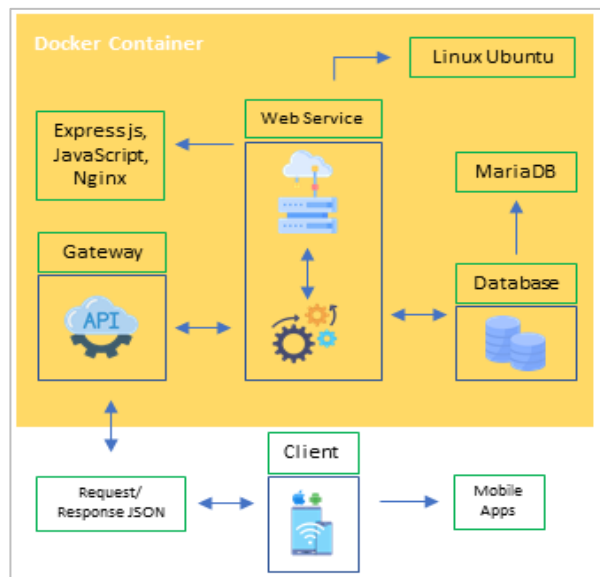 Docker Container
Linux Ubuntu
Web Service
Expressjs,
JavaScript,
Nginx
MariaDB
Gateway
API
Database
Client
Request/
Response JSON
Mobile
Apps